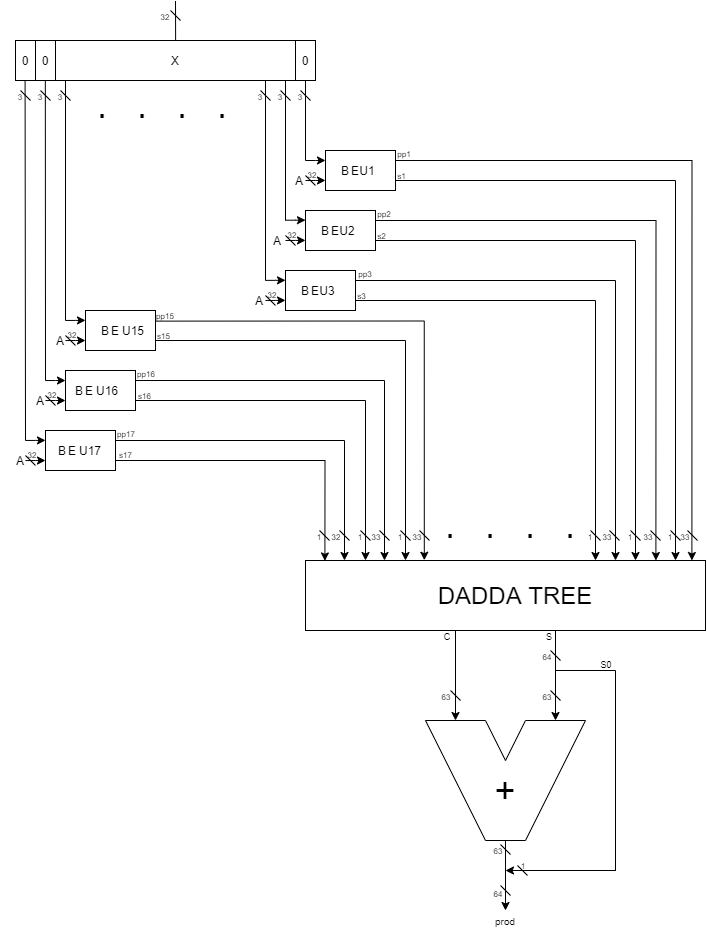 32
0 0 X 0
3 3 3 3 3 3
. . . .
BEU1 pp1
A 32 s1
BEU2 pp2
A 32 s2
BEU3 pp3
A 32 s3
BEU15 pp15
A 32 s15
BEU16 pp16
A 32 s16
BEU17 pp17
A 32 s17
1 32 1 33 1 33 . . . . 1 33 1 33 1 33
DADDA TREE
C S
64 S0
63 63
+
63
1
64
prod